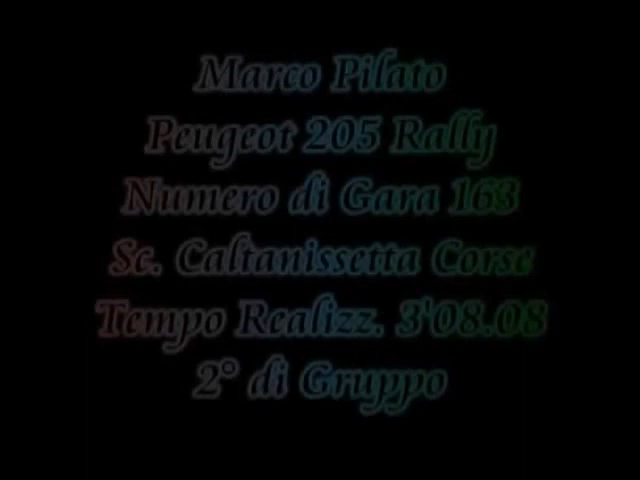 Marco Pilato
Peugeot 205 Rally
Numero di Gara 163
Sc. Caltanissetta Corse
Tempo Realizz. 3'08.08
2° di Gruppo